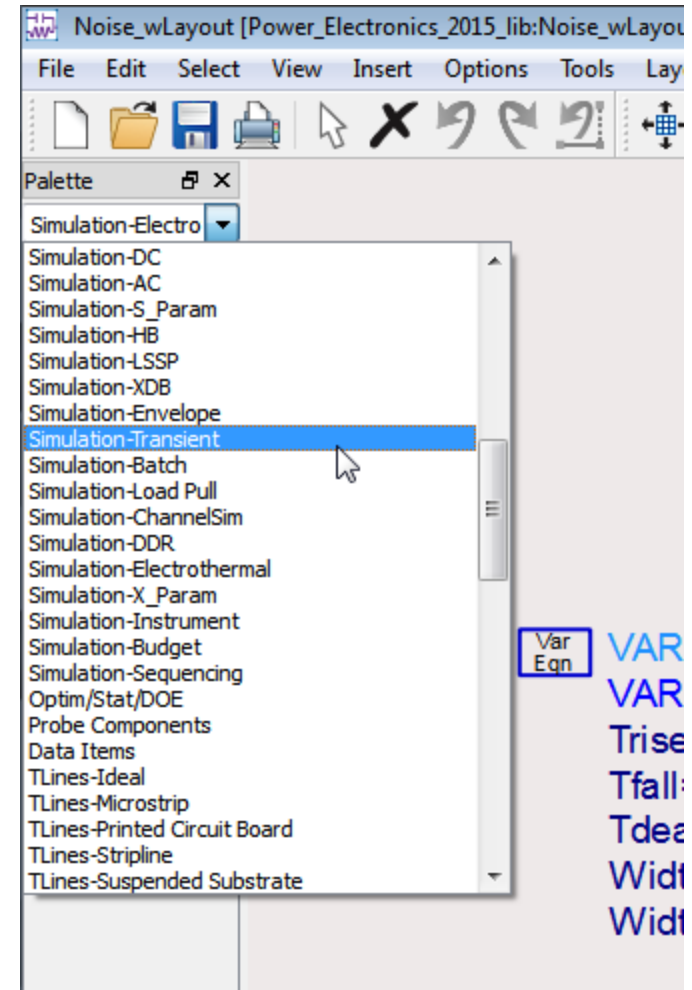 Noise_wLayout [Power_Electronics_2015_lib:Noise_wLayou
File Edit Select View Insert Options Tools Lay
Palette
Simulation-Electro
Simulation-DC
Simulation-AC
Simulation-S_Param
Simulation-HB
Simulation-LSSP
Simulation-XDB
Simulation-Envelope
Simulation-Transient
Simulation-Batch
Simulation-Load Pull
Simulation-ChannelSim
Simulation-DDR
Simulation-Electrothermal
Simulation-X_Param
Simulation-Instrument
Simulation-Budget
Simulation-Sequencing
Optim/Stat/DOE
Probe Components
Data Items
TLines-Ideal
TLines-Microstrip
TLines-Printed Circuit Board
TLines-Stripline
TLines-Suspended Substrate
Var
Eqn
VAR
VAR
Trise
Tfall=
Tdea
Widt
Widt